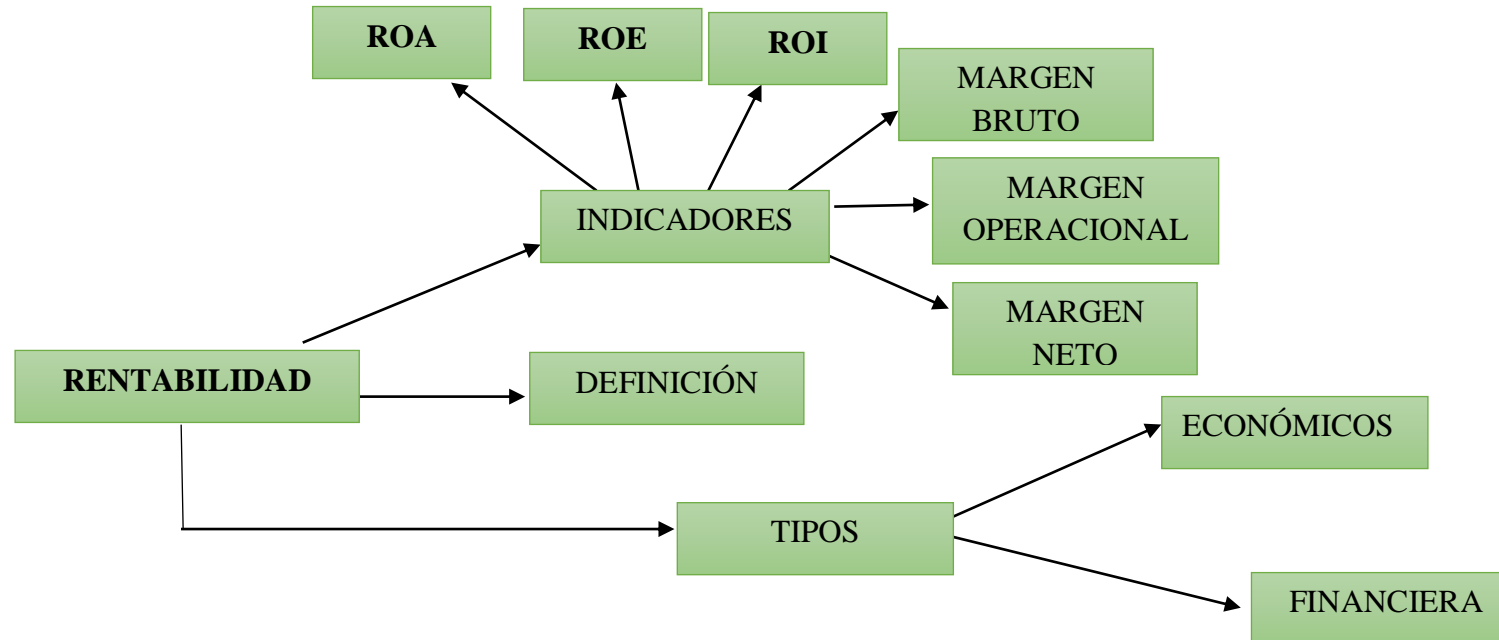 ROA
ROE
ROI
MARGEN
BRUTO
INDICADORES
MARGEN
OPERACIONAL
MARGEN
NETO
RENTABILIDAD
DEFINICIÓN
ECONÓMICOS
TIPOS
FINANCIERA